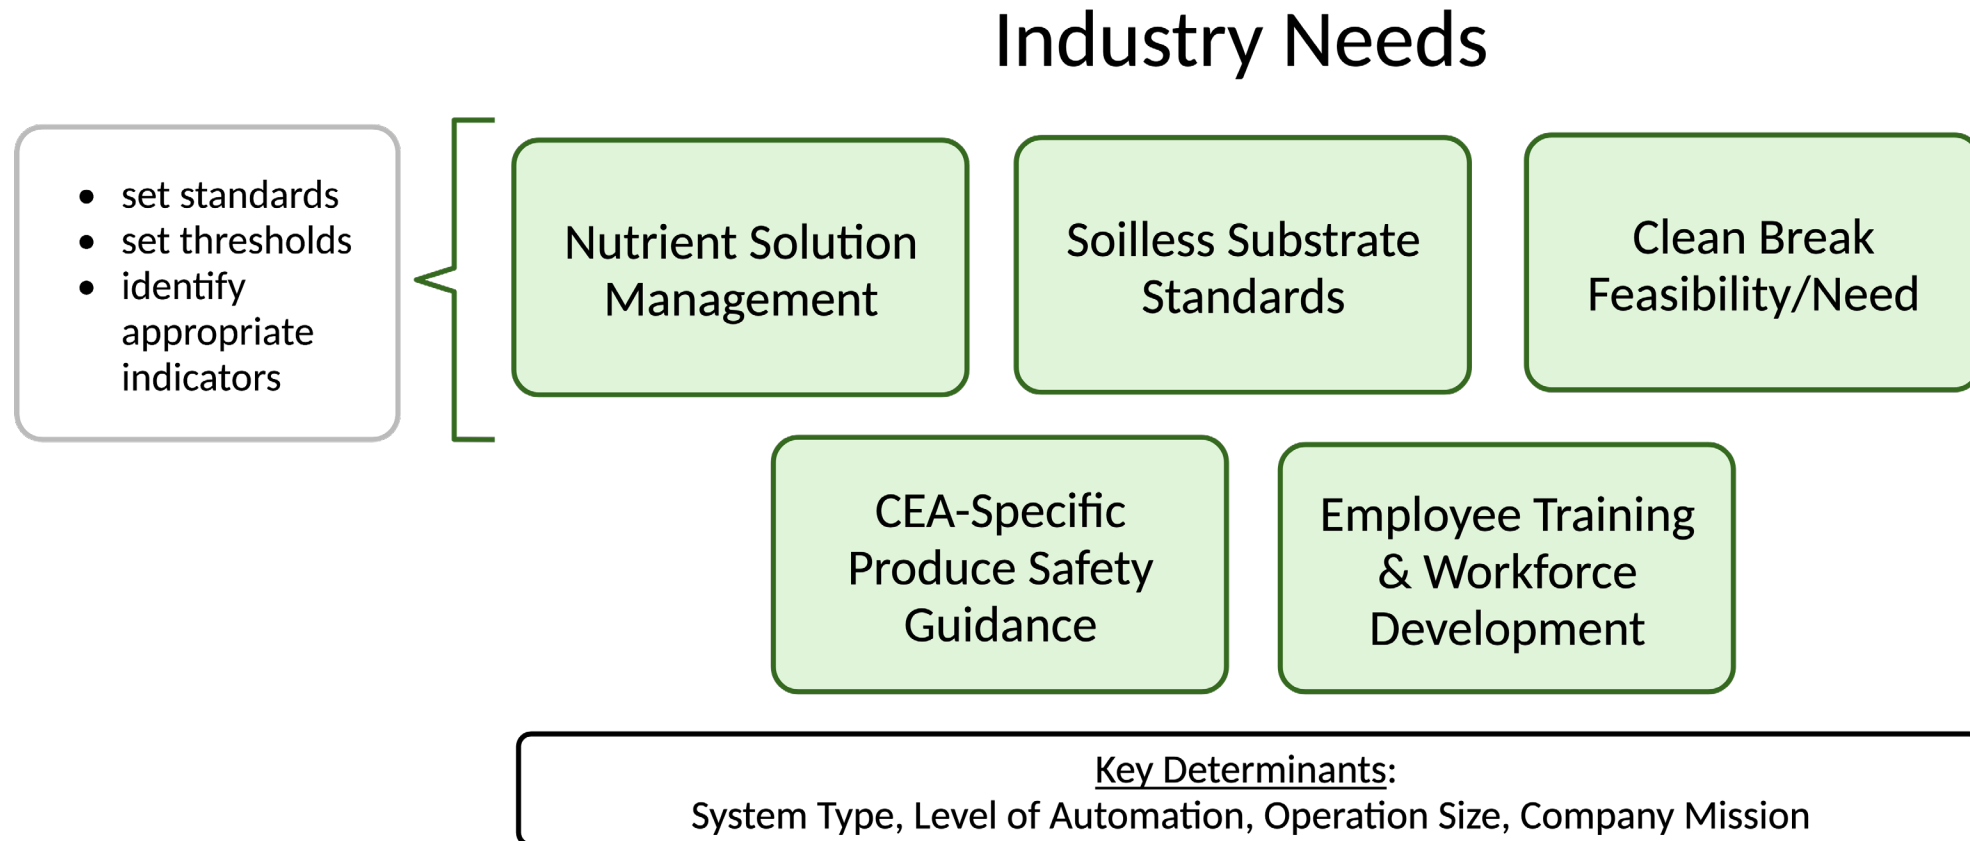 Industry Needs
• set standards
• set thresholds
• identify
appropriate
indicators
Nutrient Solution
Management
Soilless Substrate
Standards
Clean Break
Feasibility/Need
CEA-Specific
Produce Safety
Guidance
Employee Training
& Workforce
Development
Key Determinants:
System Type, Level of Automation, Operation Size, Company Mission